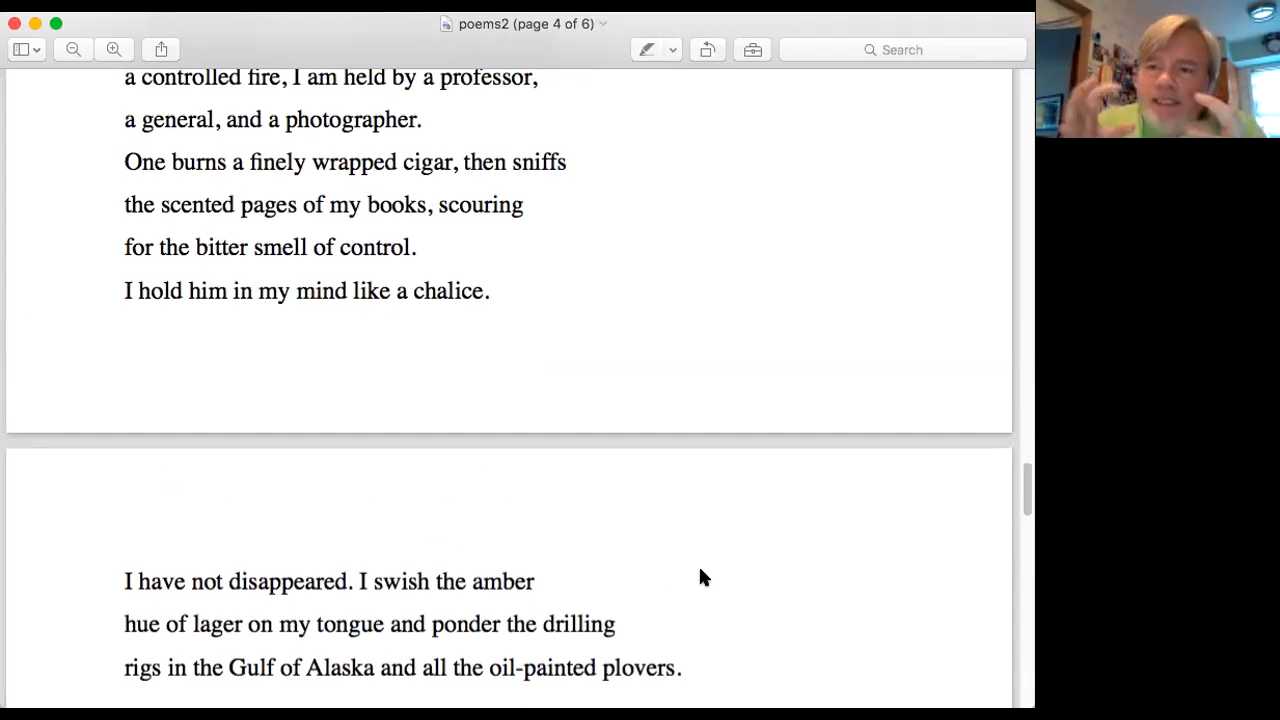 poems2 (page 4 of 6)
Search
a controlled fire, I am held by a professor,
a general, and a photographer.
One burns a finely wrapped cigar, then sniffs
the scented pages of my books, scouring
for the bitter smell of control.
I hold him in my mind like a chalice.
I have not disappeared. I swish the amber
hue of lager on my tongue and ponder the drilling
rigs in the Gulf of Alaska and all the oil-painted plovers.